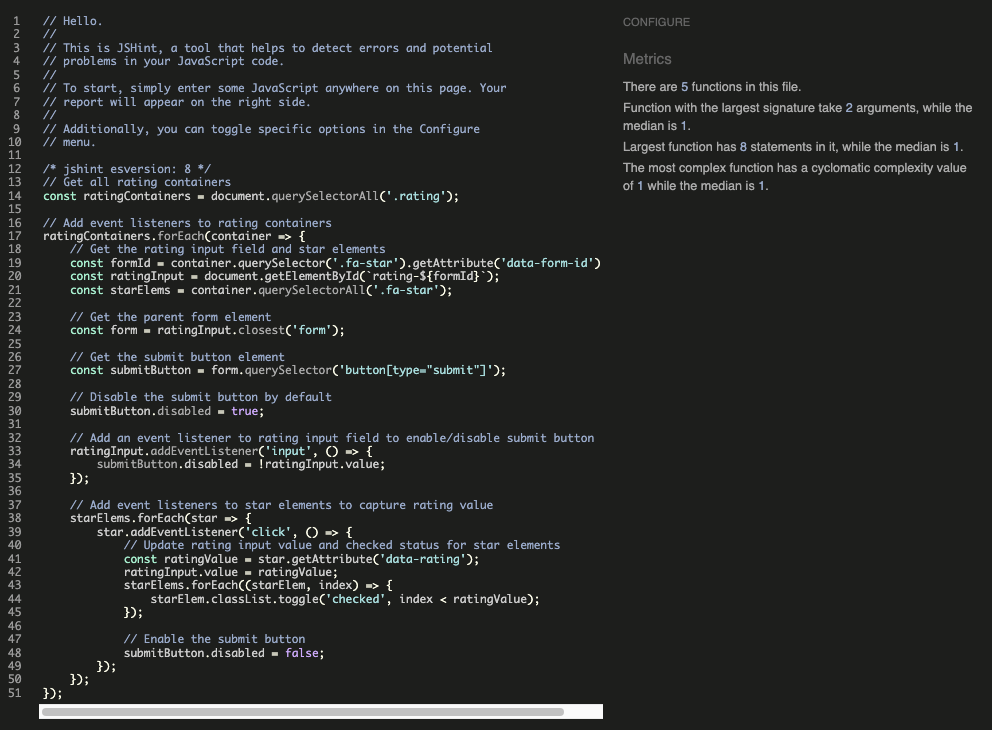 1 // Hello.
2 //
3 // This is JSHint, a tool that helps to detect errors and potential
4 // problems in your JavaScript code.
5 //
6 // To start, simply enter some JavaScript anywhere on this page. Your
7 // report will appear on the right side.
8 //
9 // Additionally, you can toggle specific options in the Configure
10 // menu.
11
12 /* jshint esversion: 8 */
13 // Get all rating containers
14 const ratingContainers = document.querySelectorAll('.rating');
15
16 // Add event listeners to rating containers
17 ratingContainers.forEach(container => {
18     // Get the rating input field and star elements
19     const formId = container.querySelector('.fa-star').getAttribute('data-form-id')
20     const ratingInput = document.getElementById(`rating-${formId}`);
21     const starElems = container.querySelectorAll('.fa-star');
22
23     // Get the parent form element
24     const form = ratingInput.closest('form');
25
26     // Get the submit button element
27     const submitButton = form.querySelector('button[type="submit"]');
28
29     // Disable the submit button by default
30     submitButton.disabled = true;
31
32     // Add an event listener to rating input field to enable/disable submit button
33     ratingInput.addEventListener('input', () => {
34         submitButton.disabled = !ratingInput.value;
35     });
36
37     // Add event listeners to star elements to capture rating value
38     starElems.forEach(star => {
39         star.addEventListener('click', () => {
40             // Update rating input value and checked status for star elements
41             const ratingValue = star.getAttribute('data-rating');
42             ratingInput.value = ratingValue;
43             starElems.forEach((starElem, index) => {
44                 starElem.classList.toggle('checked', index < ratingValue);
45             });
46
47             // Enable the submit button
48             submitButton.disabled = false;
49         });
50     });
51 });
CONFIGURE
Metrics
There are 5 functions in this file.
Function with the largest signature take 2 arguments, while the
median is 1.
Largest function has 8 statements in it, while the median is 1.
The most complex function has a cyclomatic complexity value
of 1 while the median is 1.